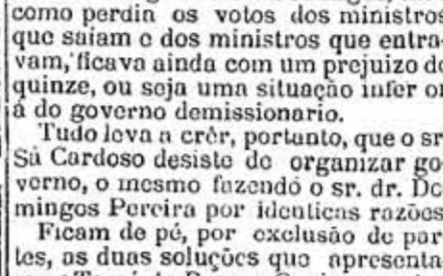 como perdia os votos dos ministros
que saíam e dos ministros que entra-
vam, ficava ainda com um prejuizo de
quinze, ou seja uma situação infer or
á do governo demissionario.
Tudo leva a crêr, portanto, que o sr.
Sá Cardoso desiste de organizar go-
verno, o mesmo fazendo o sr. dr. Do-
mingos Pereira por identicas razões.
Ficam de pé, por exclusão de par-
tes, as duas soluções que apresenta